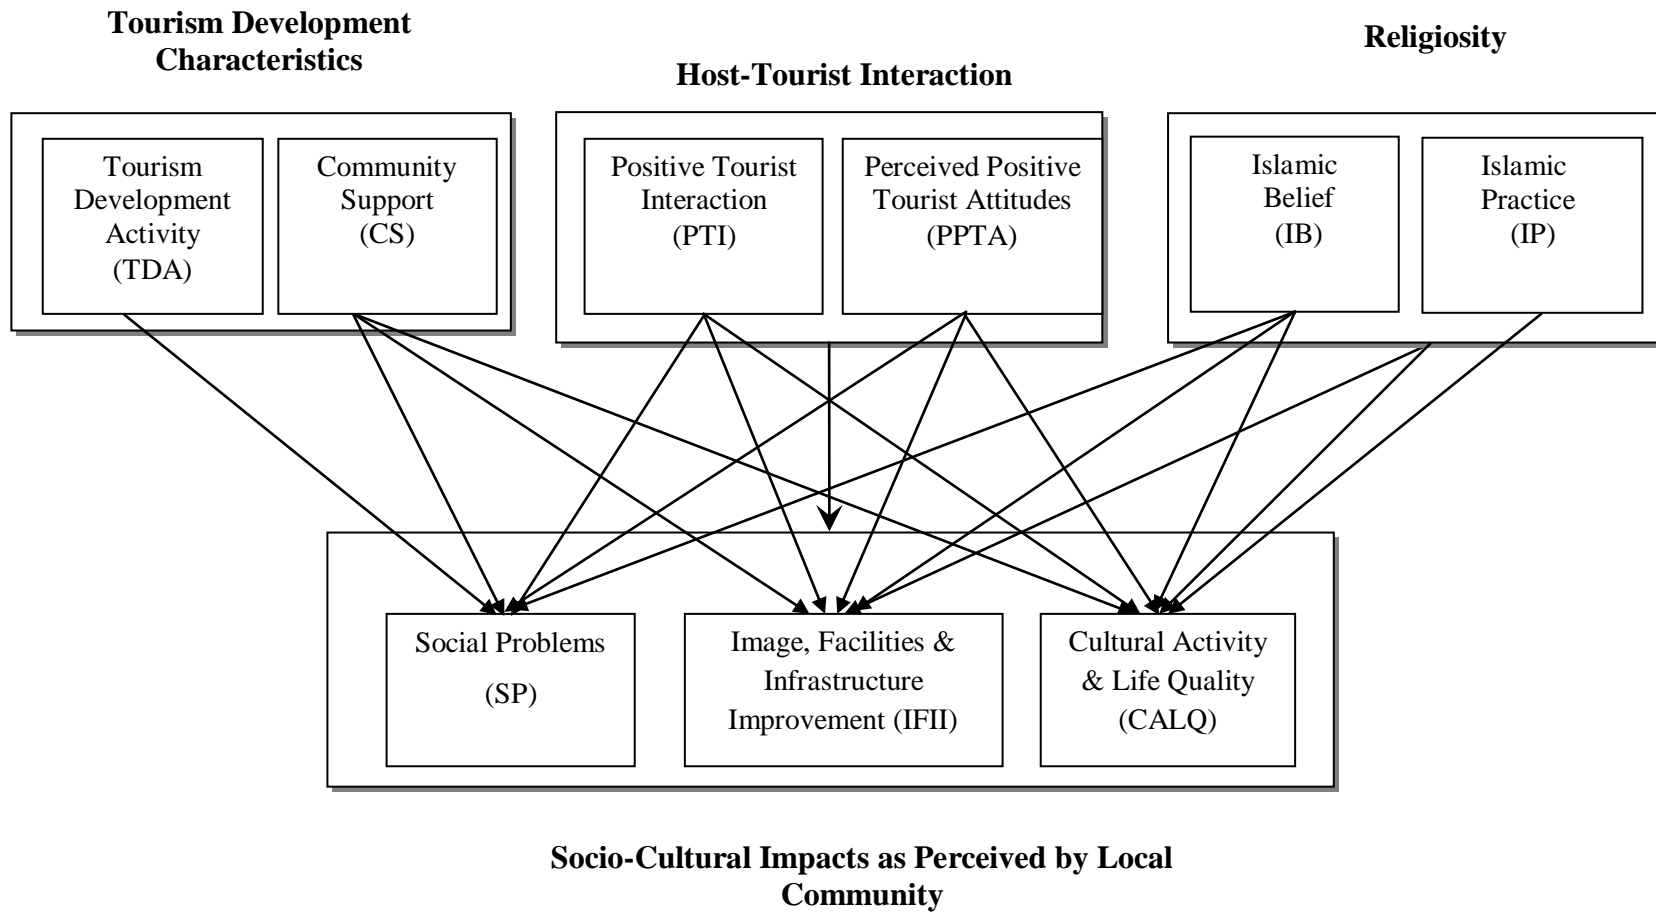 Tourism Development
Characteristics
Host-Tourist Interaction
Religiosity
Tourism
Development
Activity
(TDA)
Community
Support
(CS)
Positive Tourist
Interaction
(PTI)
Perceived Positive
Tourist Attitudes
(PPTA)
Islamic
Belief
(IB)
Islamic
Practice
(IP)
Social Problems
(SP)
Image, Facilities &
Infrastructure
Improvement (IFII)
Cultural Activity
& Life Quality
(CALQ)
Socio-Cultural Impacts as Perceived by Local
Community